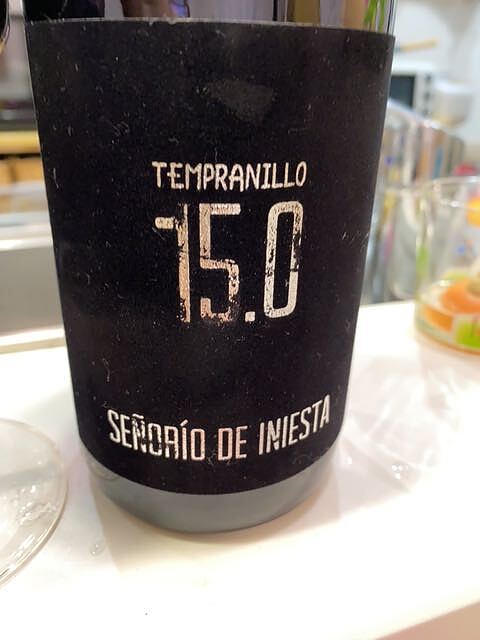 TEMPRANILLO
15.0
SEÑORÍO DE INIESTA